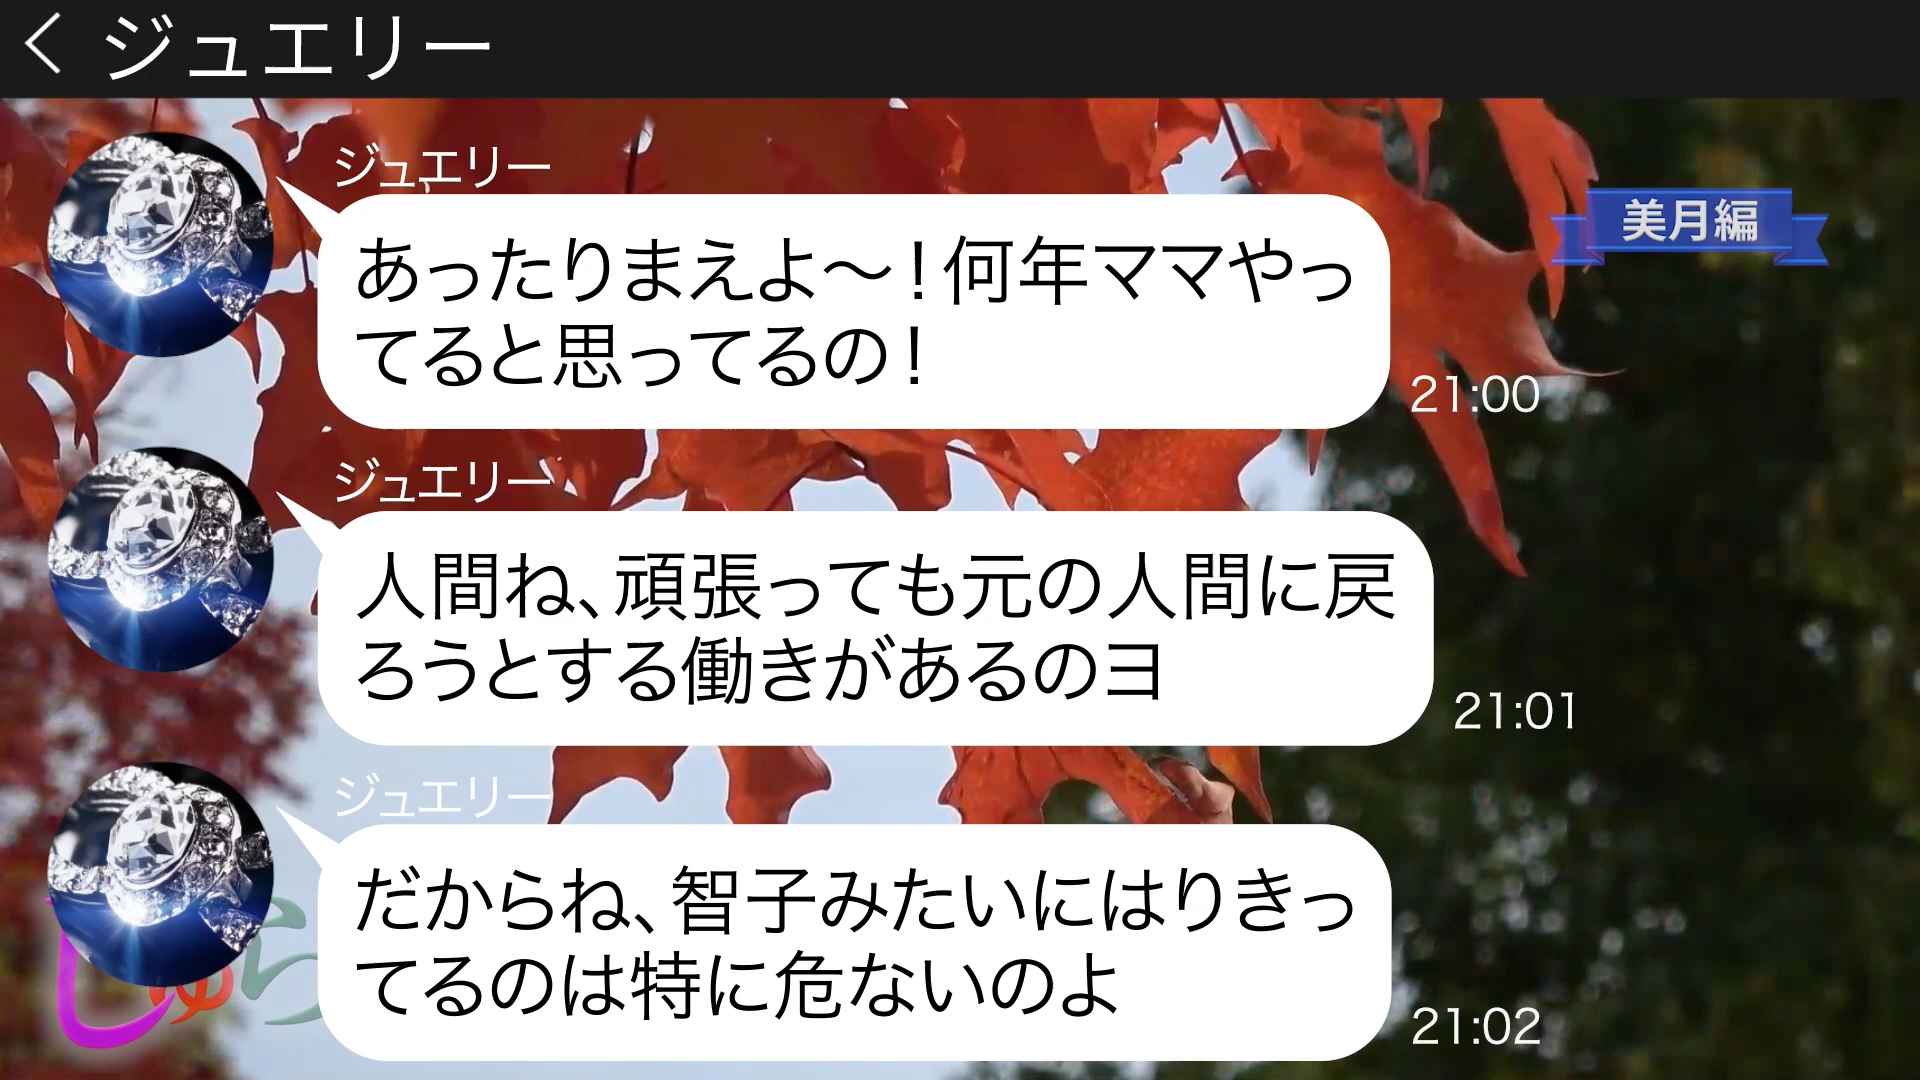 ジュエリー
ジュエリー
美月編
あったりまえよ〜！何年ママやっ
てると思ってるの！
21:00
ジュエリー
人間ね、頑張っても元の人間に戻
ろうとする働きがあるのヨ
21:01
ジュエリー
だからね、智子みたいにはりきっ
てるのは特に危ないのよ
21:02